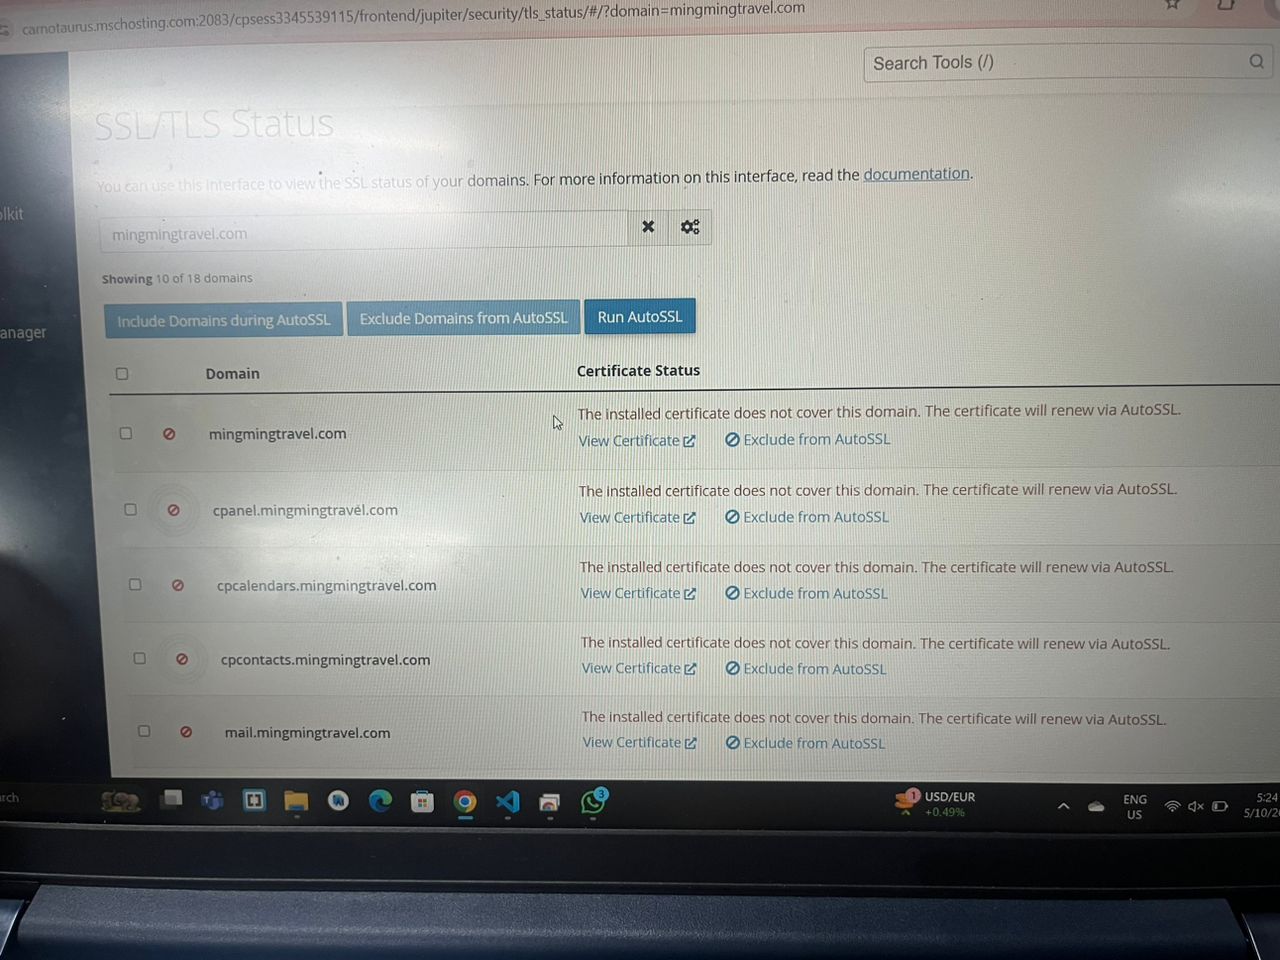 carnotaurus.mschosting.com:2083/cpsess3345539115/frontend/jupiter/security/tls_status/#/?domain=mingmingtravel.com
Search Tools (/)
SSL/TLS Status
You can use this interface to view the SSL status of your domains. For more information on this interface, read the documentation.
olkit
mingmingtravel.com
Showing 10 of 18 domains
Include Domains during AutoSSL
Exclude Domains from AutoSSL
Run AutoSSL
anager
Domain
Certificate Status
mingmingtravel.com
The installed certificate does not cover this domain. The certificate will renew via AutoSSL.
View Certificate
Exclude from AutoSSL
cpanel.mingmingtravel.com
The installed certificate does not cover this domain. The certificate will renew via AutoSSL.
View Certificate
Exclude from AutoSSL
cpcalendars.mingmingtravel.com
The installed certificate does not cover this domain. The certificate will renew via AutoSSL.
View Certificate
Exclude from AutoSSL
cpcontacts.mingmingtravel.com
The installed certificate does not cover this domain. The certificate will renew via AutoSSL.
View Certificate
Exclude from AutoSSL
mail.mingmingtravel.com
The installed certificate does not cover this domain. The certificate will renew via AutoSSL.
View Certificate
Exclude from AutoSSL
arch
3
1
USD/EUR
+0.49%
ENG
US
5:24
5/10/2